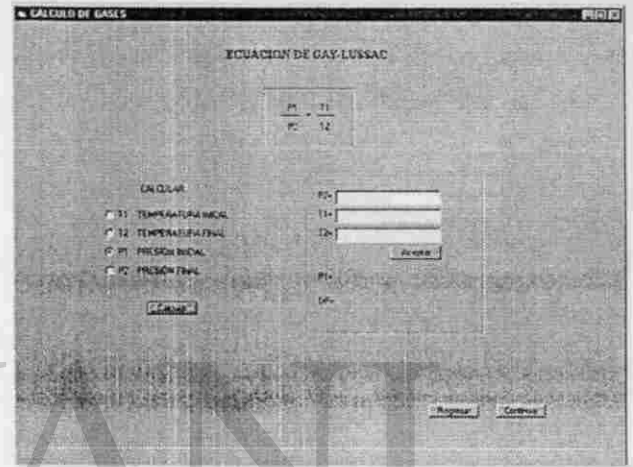 CALCULO DE GASES
ECUACION DE GAY-LUSSAC
P1 = T1
P2 T2
CALCULAR
T1 TEMPERATURA INICIAL
T2 TEMPERATURA FINAL
P1 PRESION INICIAL
P2 PRESION FINAL
Calcular
P2=
T1=
T2=
Aceptar
P1=
DP=
Regresar
Continuar